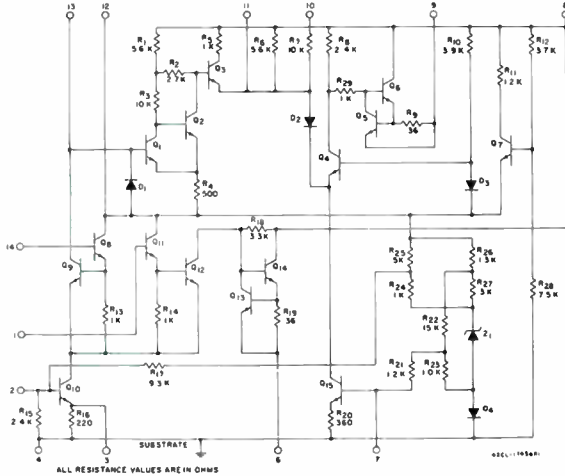 13 12 11 10 9 8
R1 5.6 K
R5 1 K
R6 5.6 K
R7 10 K
R8 2.4 K
R10 3.9 K
R12 3.7 K
R2 2.7 K
Q3
R3 10 K
R29 1 K
Q6
R11 1.2 K
Q2
D2
Q5
R9 36
Q1
Q4
Q7
D1
R4 500
D3
14
Q8
Q11
R18 3.3 K
R25 5 K
R26 1.3 K
Q9
Q12
Q14
R24 1 K
R27 3 K
R28 7.5 K
R13 1 K
R14 1 K
Q13
R19 36
R22 15 K
Z1
1
R17 9.3 K
R21 1.2 K
R23 1.0 K
2
Q10
Q15
D4
R15 2.4 K
R16 220
R20 360
SUBSTRATE
4 3 6 7
ALL RESISTANCE VALUES ARE IN OHMS